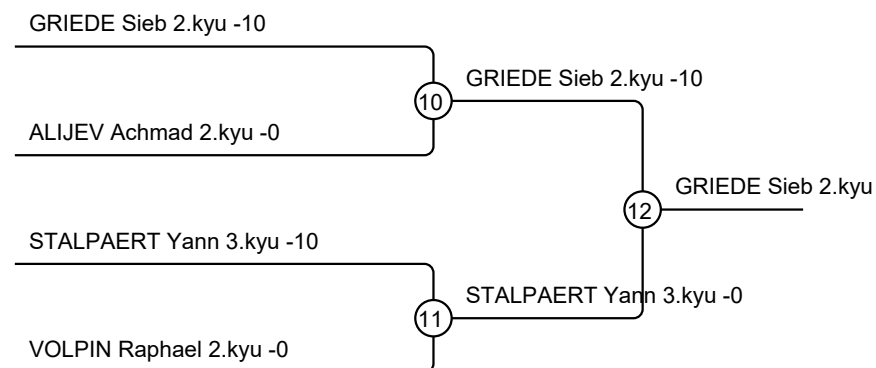 GRIEDE Sieb 2.kyu -10
GRIEDE Sieb 2.kyu -10
10
ALIJEV Achmad 2.kyu -0
GRIEDE Sieb 2.kyu
12
STALPAERT Yann 3.kyu -10
STALPAERT Yann 3.kyu -0
11
VOLPIN Raphael 2.kyu -0